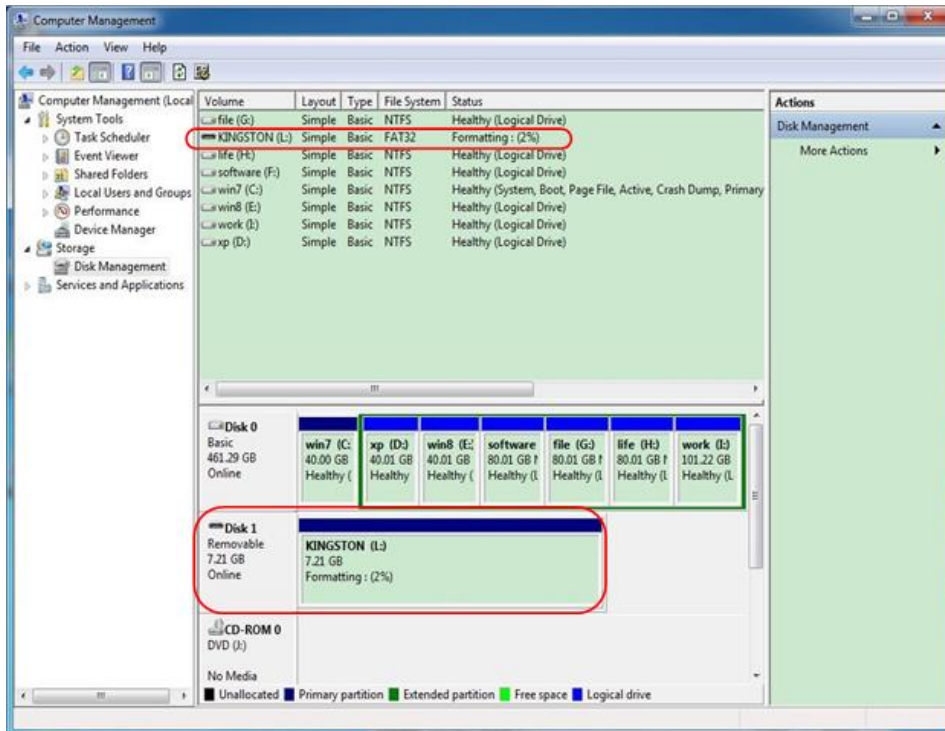 Computer Management
File Action View Help
Computer Management (Local
System Tools
Task Scheduler
Event Viewer
Shared Folders
Local Users and Groups
Performance
Device Manager
Storage
Disk Management
Services and Applications
Volume Layout Type File System Status
file (G:) Simple Basic NTFS Healthy (Logical Drive)
KINGSTON (L:) Simple Basic FAT32 Formatting : (2%)
life (H:) Simple Basic NTFS Healthy (Logical Drive)
software (F:) Simple Basic NTFS Healthy (Logical Drive)
win7 (C:) Simple Basic NTFS Healthy (System, Boot, Page File, Active, Crash Dump, Primary
win8 (E:) Simple Basic NTFS Healthy (Logical Drive)
work (I:) Simple Basic NTFS Healthy (Logical Drive)
xp (D:) Simple Basic NTFS Healthy (Logical Drive)
Actions
Disk Management
More Actions
Disk 0
Basic
461.29 GB
Online
win7 (C: xp (D:) win8 (E: software file (G:) life (H:) work (I:)
40.00 GB 40.01 GB 40.01 GB 80.01 GB 80.01 GB 80.01 GB 101.22 GB
Healthy ( Healthy Healthy ( Healthy (L Healthy (L Healthy (L Healthy (L
Disk 1
Removable
7.21 GB
Online
KINGSTON (L:)
7.21 GB
Formatting : (2%)
CD-ROM 0
DVD (J:)
No Media
Unallocated Primary partition Extended partition Free space Logical drive